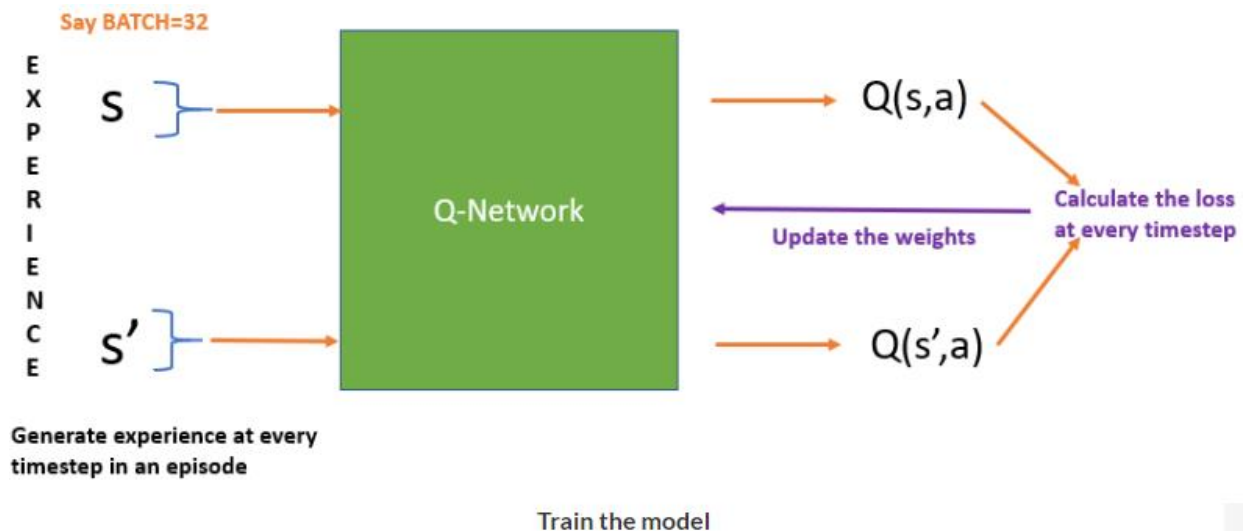 Say BATCH=32
EXPERIENCE
S
S'
Q-Network
Q(s,a)
Q(s',a)
Calculate the loss
at every timestep
Update the weights
Generate experience at every
timestep in an episode
Train the model